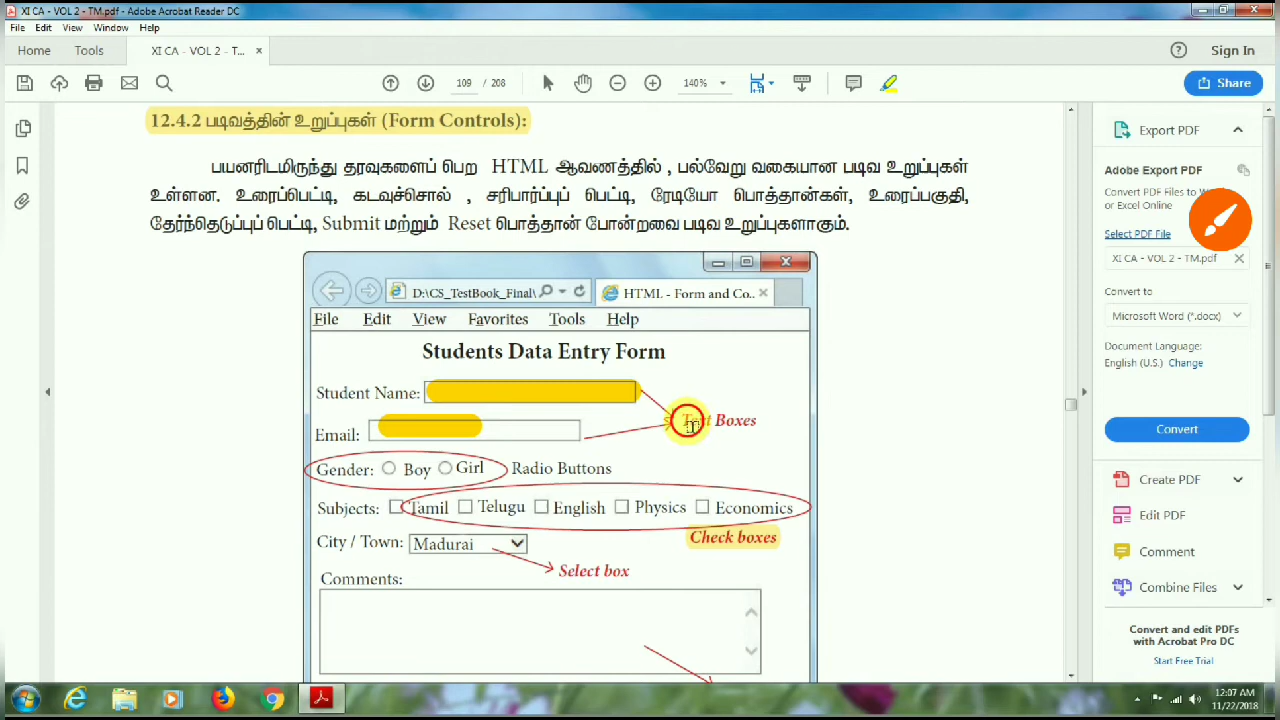 XI CA - VOL 2 - TM.pdf - Adobe Acrobat Reader DC
File Edit View Window Help
Home Tools XI CA - VOL 2 - T... × Sign In
109 / 208 140% Share
12.4.2 படிவத்தின் உறுப்புகள் (Form Controls):
பயனரிடமிருந்து தரவுகளைப் பெற HTML ஆவணத்தில் , பல்வேறு வகையான படிவ உறுப்புகள்
உள்ளன. உரைப்பெட்டி, கடவுச்சொல் , சரிபார்ப்புப் பெட்டி, ரேடியோ பொத்தான்கள், உரைப்பகுதி,
தேர்ந்தெடுப்புப் பெட்டி, Submit மற்றும் Reset பொத்தான் போன்றவை படிவ உறுப்புகளாகும்.
D:\CS_TestBook_Final\ HTML - Form and Co.. ×
File Edit View Favorites Tools Help
Students Data Entry Form
Student Name:
Text Boxes
Email:
Gender: Boy Girl Radio Buttons
Subjects: Tamil Telugu English Physics Economics
Check boxes
City / Town: Madurai
Select box
Comments:
Export PDF
Adobe Export PDF
Convert PDF Files to W
or Excel Online
Select PDF File
XI CA - VOL 2 - TM.pdf
Convert to
Microsoft Word (*.docx)
Document Language:
English (U.S.) Change
Convert
Create PDF
Edit PDF
Comment
Combine Files
Convert and edit PDFs
with Acrobat Pro DC
Start Free Trial
12:07 AM
11/22/2018